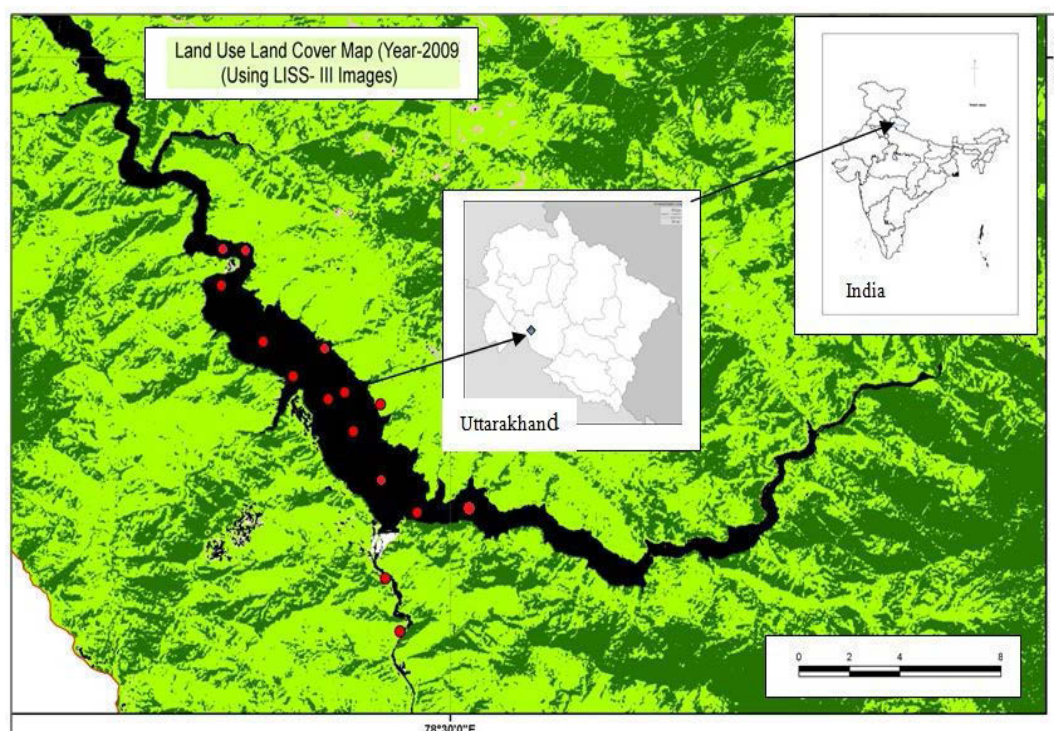 Land Use Land Cover Map (Year-2009
(Using LISS- III Images)
India
Uttarakhand
0 2 4 8
78°30'0"E